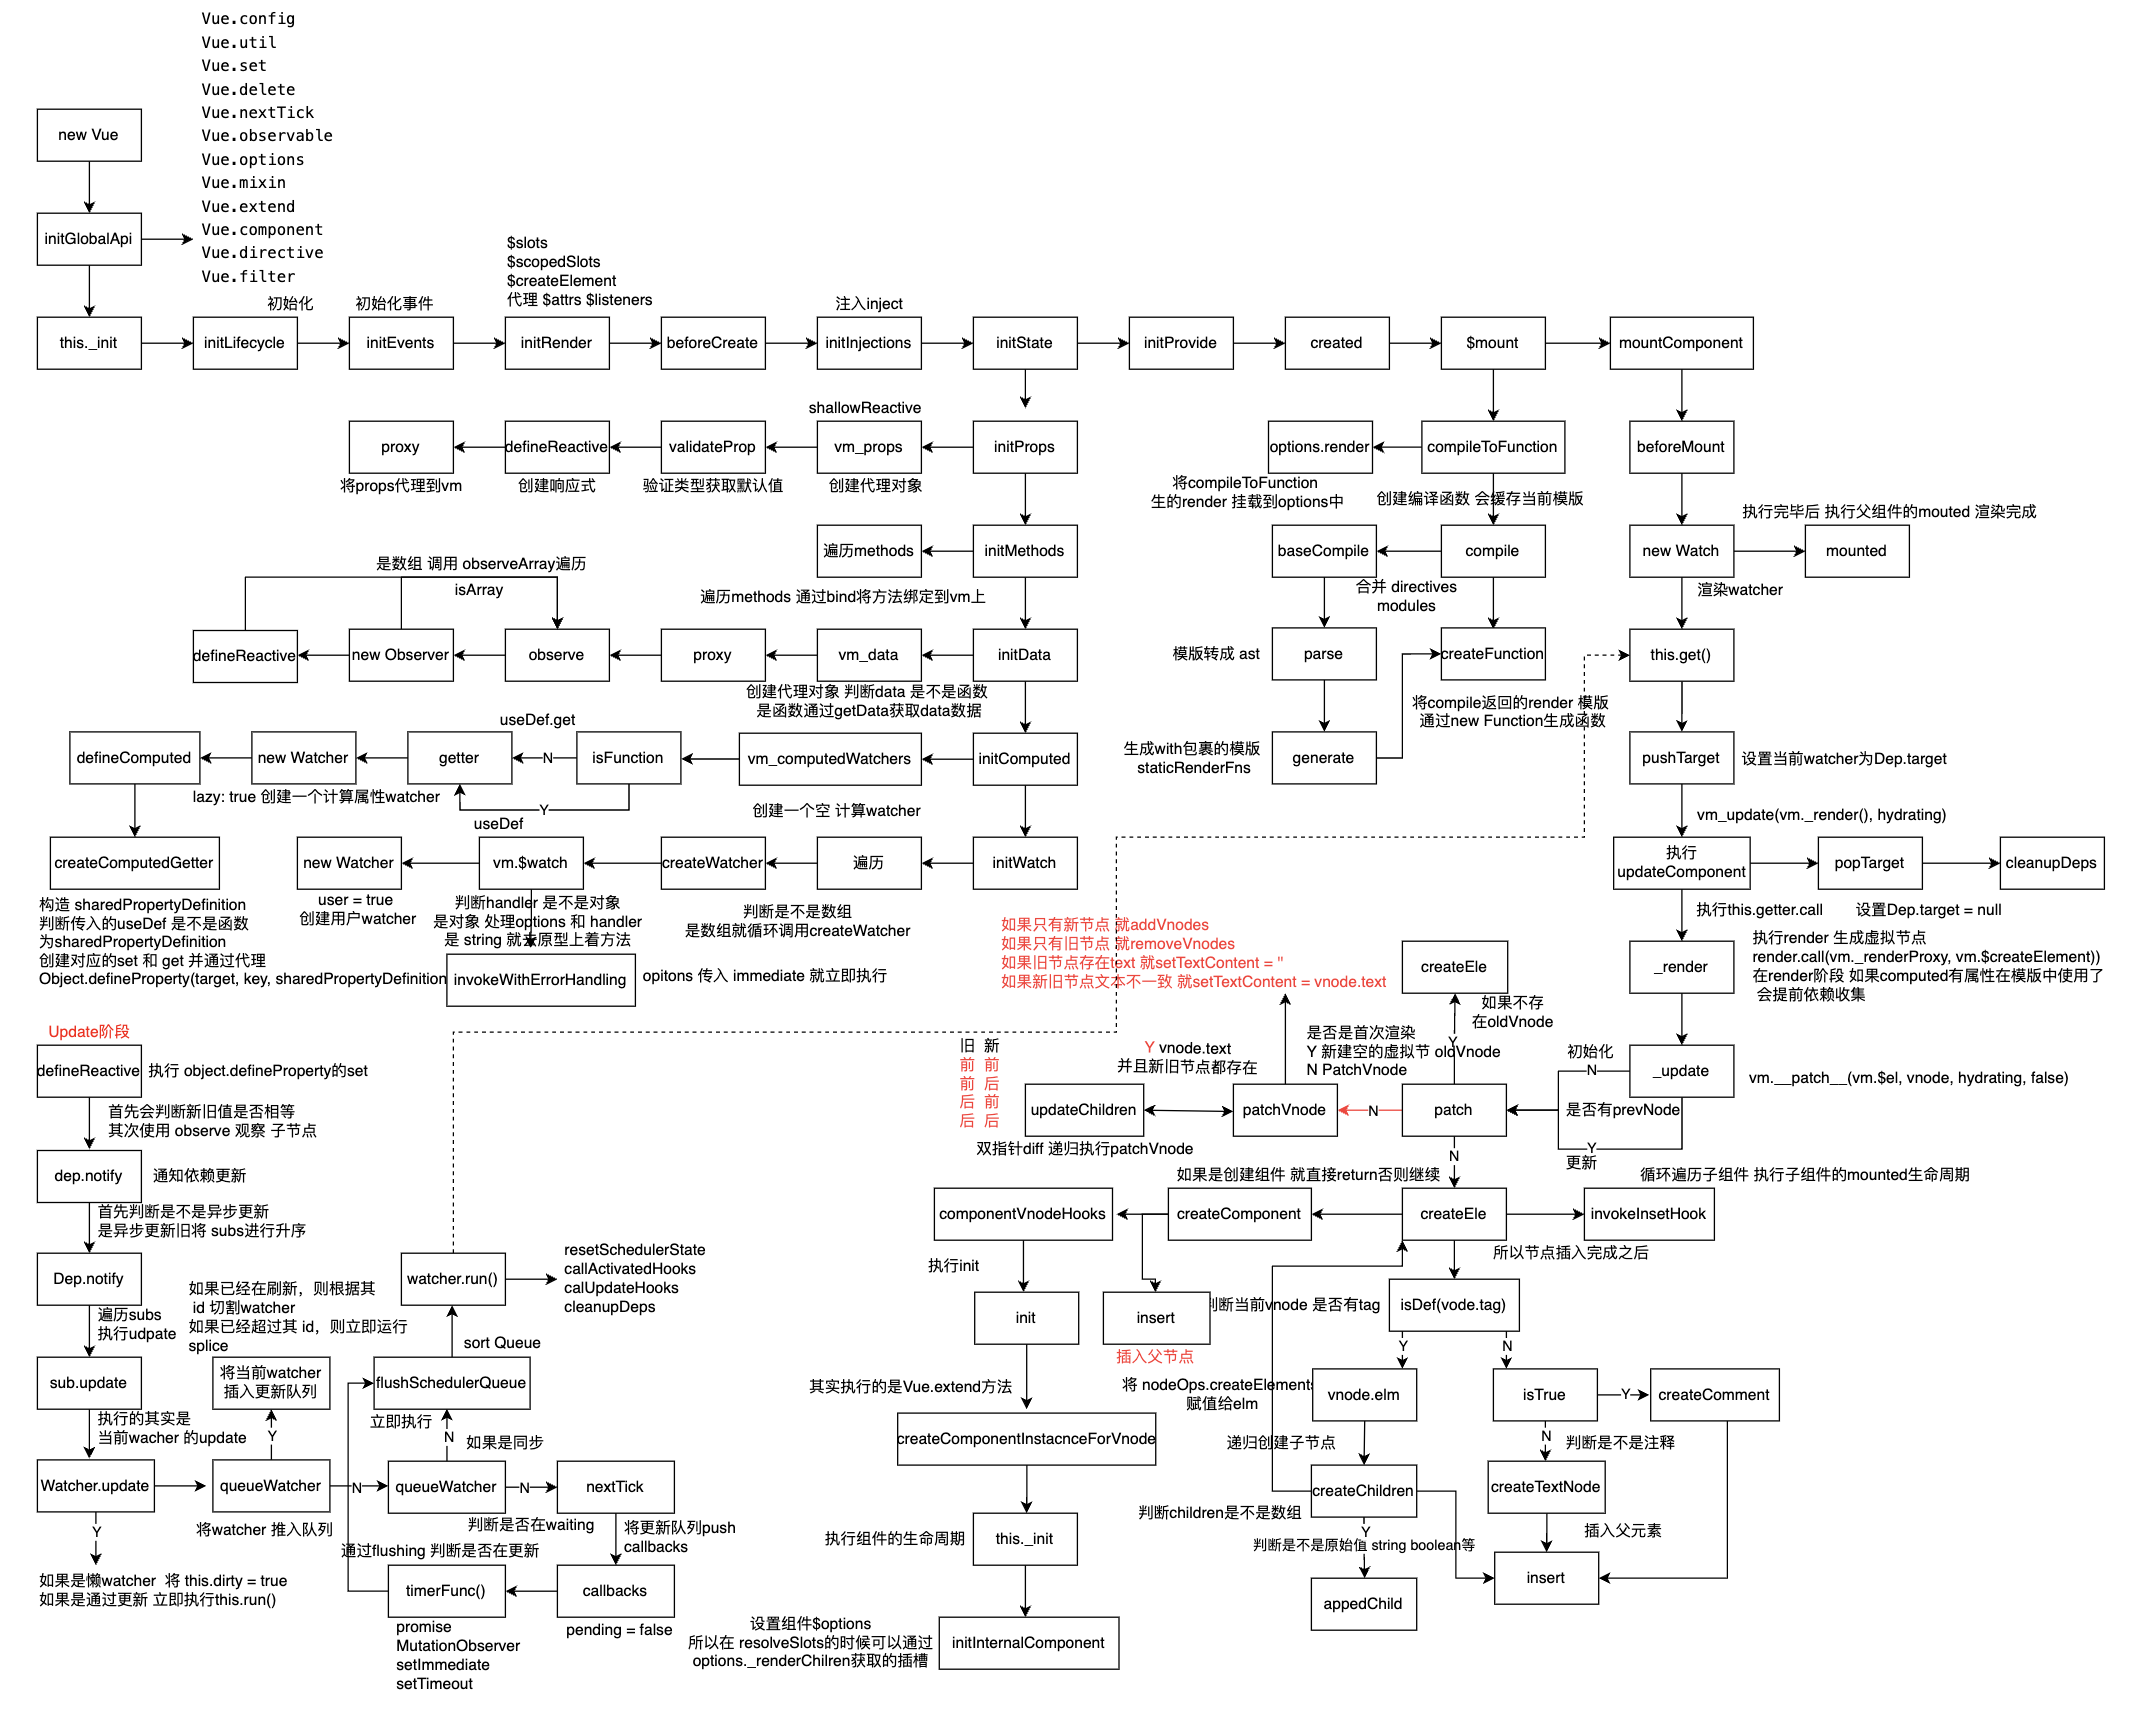 Vue.config
Vue.util
Vue.set
Vue.delete
Vue.nextTick
Vue.observable
Vue.options
Vue.mixin
Vue.extend
Vue.component
Vue.directive
Vue.filter
new Vue
initGlobalApi
$slots
$scopedSlots
$createElement
代理 $attrs $listeners
初始化
初始化事件
注入inject
this._init
initLifecycle
initEvents
initRender
beforeCreate
initInjections
initState
initProvide
created
$mount
mountComponent
shallowReactive
proxy
defineReactive
validateProp
vm_props
initProps
options.render
compileToFunction
beforeMount
将props代理到vm
创建响应式
验证类型获取默认值
创建代理对象
将compileToFunction
生的render 挂载到options中
创建编译函数 会缓存当前模版
执行完毕后 执行父组件的mouted 渲染完成
遍历methods
initMethods
baseCompile
compile
new Watch
mounted
是数组 调用 observeArray遍历
isArray
遍历methods 通过bind将方法绑定到vm上
合并 directives
modules
渲染watcher
defineReactive
new Observer
observe
proxy
vm_data
initData
模版转成 ast
parse
createFunction
this.get()
创建代理对象 判断data 是不是函数
是函数通过getData获取data数据
将compile返回的render 模版
通过new Function生成函数
useDef.get
defineComputed
new Watcher
getter
N
isFunction
vm_computedWatchers
initComputed
生成with包裹的模版
staticRenderFns
generate
pushTarget
设置当前watcher为Dep.target
lazy: true 创建一个计算属性watcher
Y
useDef
创建一个空 计算watcher
vm_update(vm._render(), hydrating)
createComputedGetter
new Watcher
vm.$watch
createWatcher
遍历
initWatch
执行
updateComponent
popTarget
cleanupDeps
构造 sharedPropertyDefinition
判断传入的useDef 是不是函数
为sharedPropertyDefinition
创建对应的set 和 get 并通过代理
Object.defineProperty(target, key, sharedPropertyDefinition
user = true
创建用户watcher
判断handler 是不是对象
是对象 处理options 和 handler
是 string 就去原型上着方法
判断是不是数组
是数组就循环调用createWatcher
invokeWithErrorHandling
opitons 传入 immediate 就立即执行
如果只有新节点 就addVnodes
如果只有旧节点 就removeVnodes
如果旧节点存在text 就setTextContent = ''
如果新旧节点文本不一致 就setTextContent = vnode.text
createEle
如果不存
在oldVnode
Y
执行this.getter.call
设置Dep.target = null
_render
执行render 生成虚拟节点
render.call(vm._renderProxy, vm.$createElement))
在render阶段 如果computed有属性在模版中使用了
会提前依赖收集
Update阶段
defineReactive
执行 object.defineProperty的set
旧 新
前 前
前 后
后 前
后 后
Y vnode.text
并且新旧节点都存在
是否是首次渲染
Y 新建空的虚拟节 oldVnode
N PatchVnode
初始化
N
_update
vm.__patch__(vm.$el, vnode, hydrating, false)
首先会判断新旧值是否相等
其次使用 observe 观察 子节点
updateChildren
patchVnode
N
patch
是否有prevNode
Y
更新
双指针diff 递归执行patchVnode
N
dep.notify
通知依赖更新
如果是创建组件 就直接return否则继续
循环遍历子组件 执行子组件的mounted生命周期
首先判断是不是异步更新
是异步更新旧将 subs进行升序
componentVnodeHooks
createComponent
createEle
invokeInsetHook
执行init
所以节点插入完成之后
Dep.notify
watcher.run()
resetSchedulerState
callActivatedHooks
calUpdateHooks
cleanupDeps
如果已经在刷新，则根据其
id 切割watcher
如果已经超过其 id，则立即运行
splice
遍历subs
执行udpate
init
insert
判断当前vnode 是否有tag
isDef(vode.tag)
sort Queue
插入父节点
Y
N
sub.update
将当前watcher
插入更新队列
flushSchedulerQueue
其实执行的是Vue.extend方法
将 nodeOps.createElements
赋值给elm
vnode.elm
isTrue
Y
createComment
执行的其实是
当前wacher 的update
Y
立即执行
N
如果是同步
createComponentInstacnceForVnode
递归创建子节点
N
判断是不是注释
Watcher.update
queueWatcher
N
queueWatcher
N
nextTick
createChildren
createTextNode
将watcher 推入队列
判断是否在waiting
将更新队列push
callbacks
判断children是不是数组
Y
通过flushing 判断是否在更新
执行组件的生命周期
this._init
Y
判断是不是原始值 string boolean等
插入父元素
如果是懒watcher 将 this.dirty = true
如果是通过更新 立即执行this.run()
timerFunc()
callbacks
appedChild
insert
promise
MutationObserver
setImmediate
setTimeout
pending = false
设置组件$options
所以在 resolveSlots的时候可以通过
options._renderChilren获取的插槽
initInternalComponent